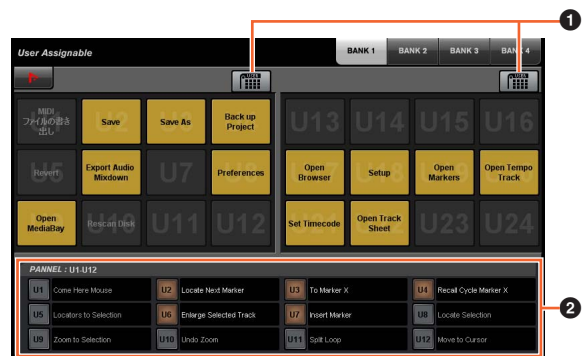 1
User Assignable
BANK 1
BANK 2
BANK 3
BANK 4
U1
MIDI
ファイルの書き
出し
U2
Save
Save As
Back up
Project
U13
U14
U15
U16
U5
Revert
Export Audio
Mixdown
U7
Preferences
Open
Browser
Setup
Open
Markers
Open Tempo
Track
Open
MediaBay
Rescan Disk
U11
U12
Set Timecode
Open Track
Sheet
U23
U24
PANNEL : U1-U12
U1 Come Here Mouse
U2 Locate Next Marker
U3 To Marker X
U4 Recall Cycle Marker X
U5 Locators to Selection
U6 Enlarge Selected Track
U7 Insert Marker
U8 Locate Selection
U9 Zoom to Selection
U10 Undo Zoom
U11 Split Loop
U12 Move to Cursor
2